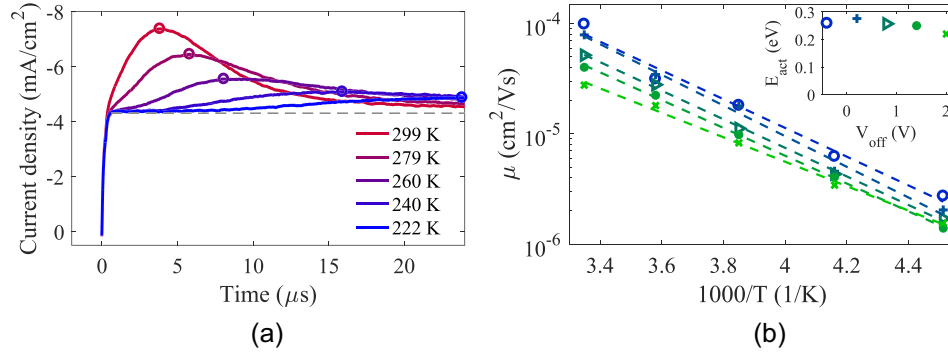 (a)
-8
-6
-4
-2
0
Current density (mA/cm²)
299 K
279 K
260 K
240 K
222 K
0 5 10 15 20
Time (μs)
(a)
(b)
10⁻⁴
10⁻⁵
10⁻⁶
μ (cm²/Vs)
0.3
0.2
0.1
0
E_act (eV)
0 1 2
V_off (V)
3.4 3.6 3.8 4 4.2 4.4
1000/T (1/K)
(b)